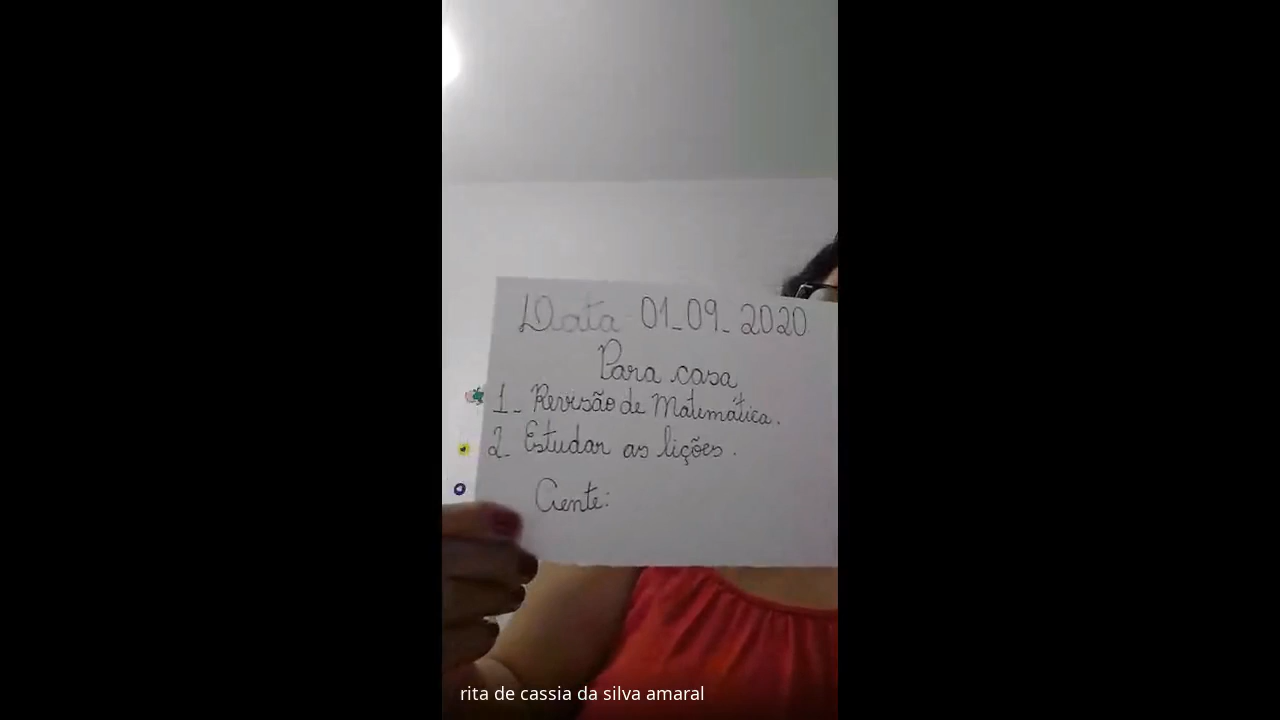 Data 01-09-2020
Para casa
1- Revisão de Matemática.
2- Estudar as lições.
Ciente:
rita de cassia da silva amaral